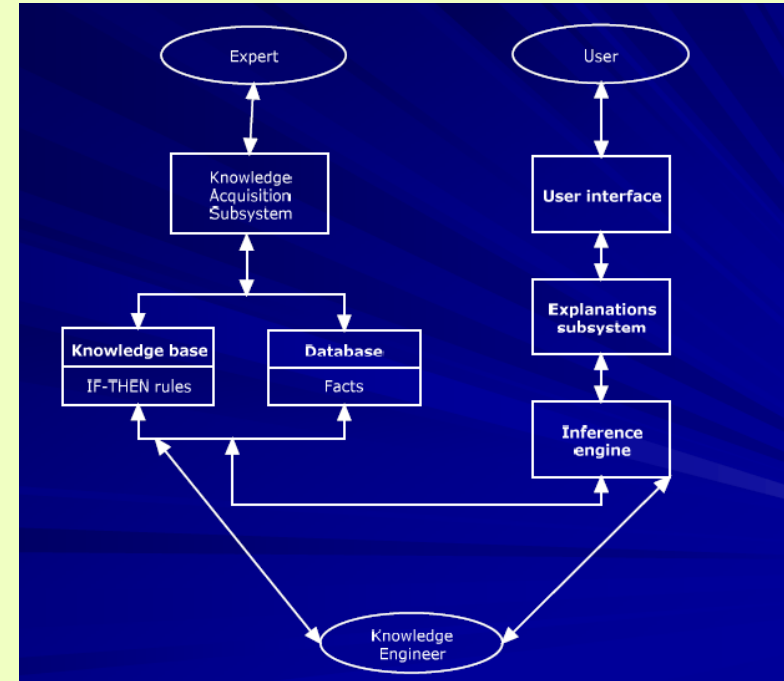 Expert
User
Knowledge
Acquisition
Subsystem
User interface
Explanations
subsystem
Knowledge base
IF-THEN rules
Database
Facts
Inference
engine
Knowledge
Engineer